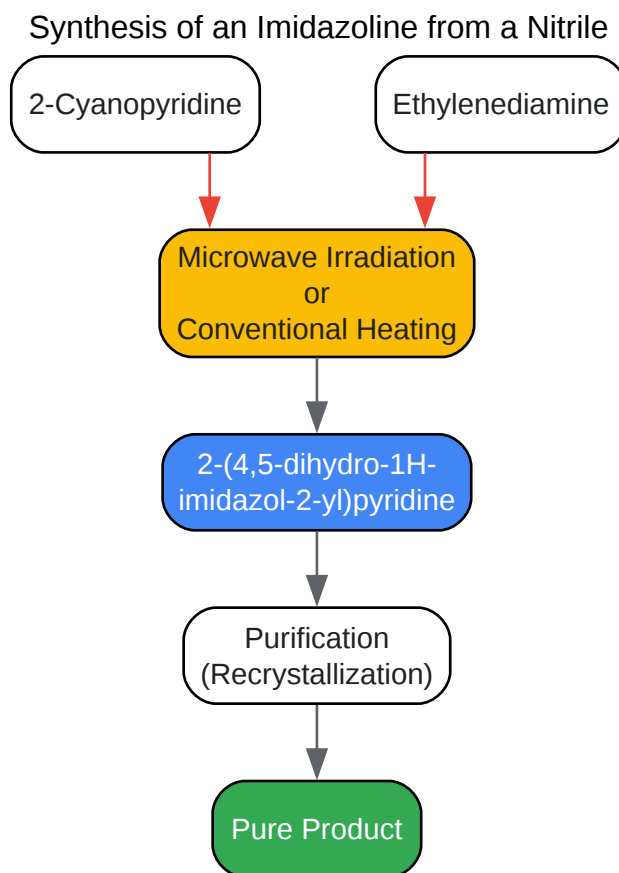 Synthesis of an Imidazoline from a Nitrile
2-Cyanopyridine
Ethylenediamine
Microwave Irradiation
or
Conventional Heating
2-(4,5-dihydro-1H-
imidazol-2-yl)pyridine
Purification
(Recrystallization)
Pure Product